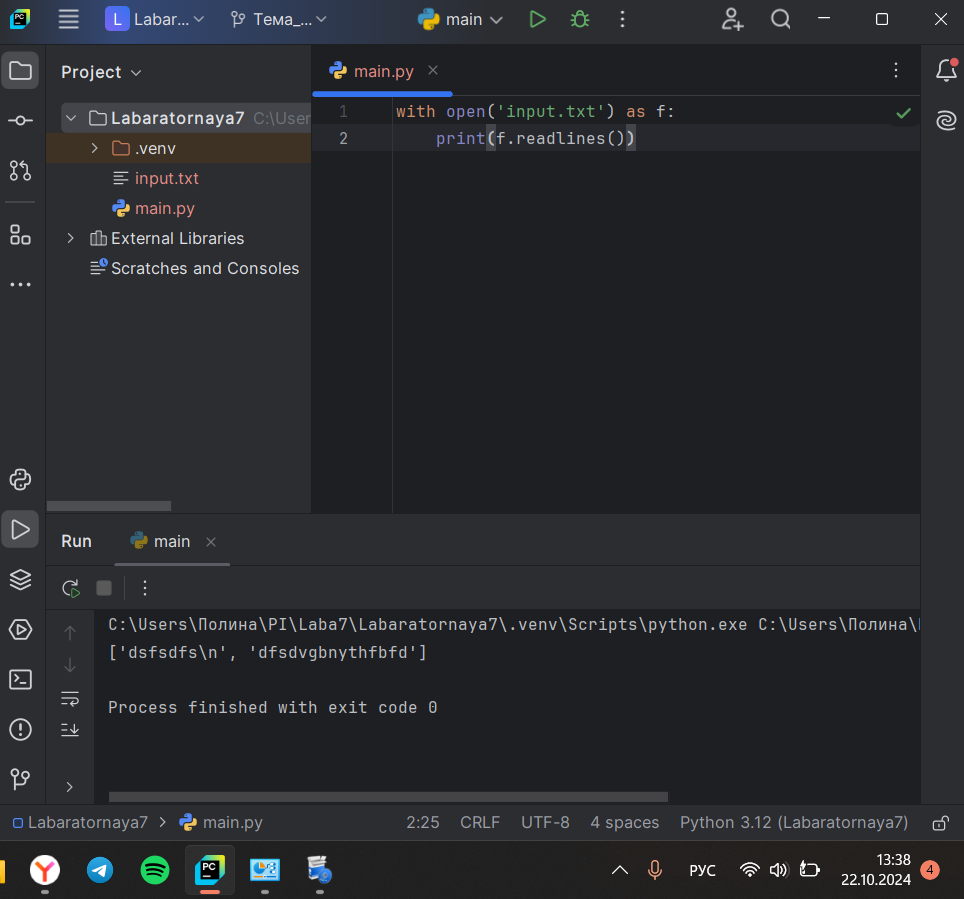 PC L Labar... Тема_... main
Project
main.py
Labaratornaya7 C:\User
.venv
input.txt
main.py
External Libraries
Scratches and Consoles
1 with open('input.txt') as f:
2 print(f.readlines())
Run main
C:\Users\Полина\PI\Laba7\Labaratornaya7\.venv\Scripts\python.exe C:\Users\Полина\
['dsfsdfs\n', 'dfsdvgbnythfbfd']
Process finished with exit code 0
Labaratornaya7 > main.py 2:25 CRLF UTF-8 4 spaces Python 3.12 (Labaratornaya7)
PC РУС 13:38 4
22.10.2024